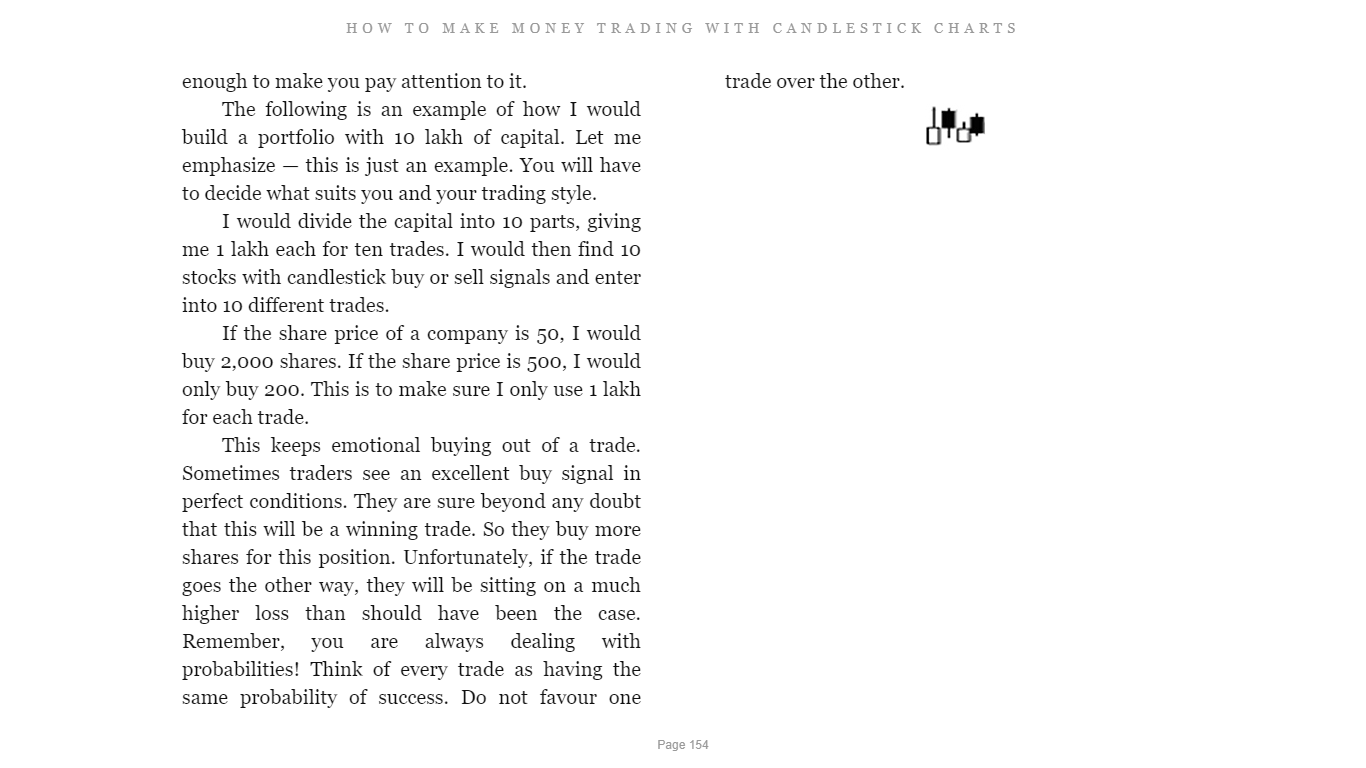 HOW TO MAKE MONEY TRADING WITH CANDLESTICK CHARTS
enough to make you pay attention to it.
The following is an example of how I would
build a portfolio with 10 lakh of capital. Let me
emphasize — this is just an example. You will have
to decide what suits you and your trading style.
I would divide the capital into 10 parts, giving
me 1 lakh each for ten trades. I would then find 10
stocks with candlestick buy or sell signals and enter
into 10 different trades.
If the share price of a company is 50, I would
buy 2,000 shares. If the share price is 500, I would
only buy 200. This is to make sure I only use 1 lakh
for each trade.
This keeps emotional buying out of a trade.
Sometimes traders see an excellent buy signal in
perfect conditions. They are sure beyond any doubt
that this will be a winning trade. So they buy more
shares for this position. Unfortunately, if the trade
goes the other way, they will be sitting on a much
higher loss than should have been the case.
Remember, you are always dealing with
probabilities! Think of every trade as having the
same probability of success. Do not favour one
trade over the other.
Page 154